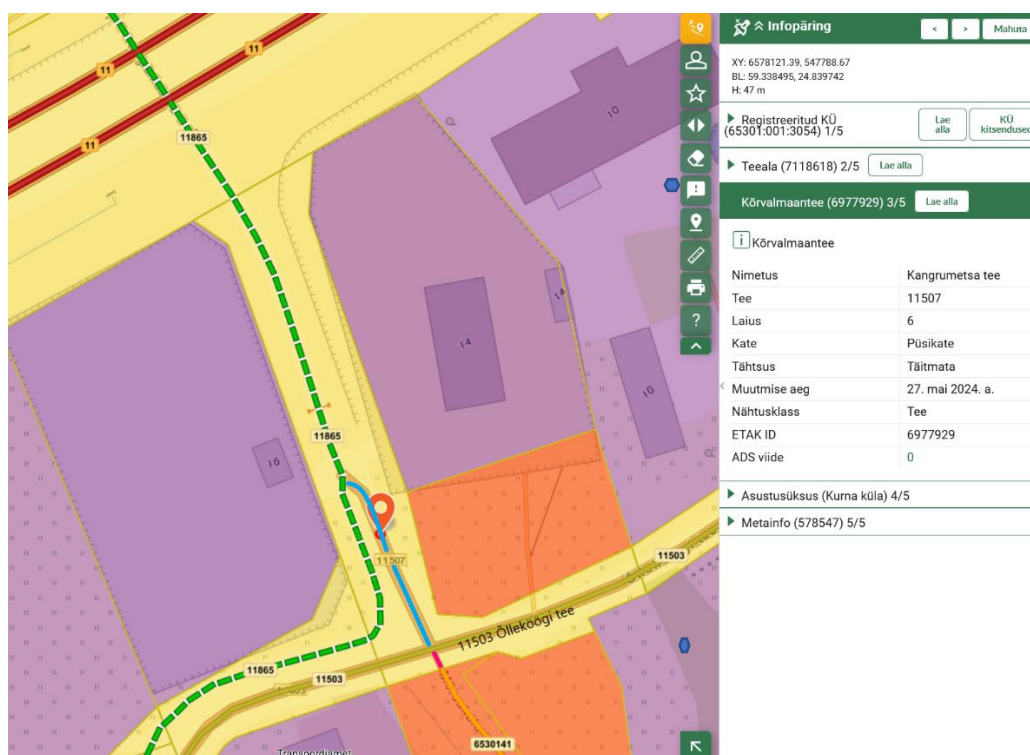 11
11
11
11865
11865
11865
11507
11503
11503
11503 Õlleköögi tee
6530141
Transpordiamet
10
14
14
10
16
?
Infopäring
<
>
Mahuta
XY: 6578121.39, 547788.67
BL: 59.338495, 24.839742
H: 47 m
Registreeritud KÜ
(65301:001:3054) 1/5
Lae
alla
KÜ
kitsendused
Teeala (7118618) 2/5
Lae alla
Kõrvalmaantee (6977929) 3/5
Lae alla
i Kõrvalmaantee
Nimetus Kangrumetsa tee
Tee 11507
Laius 6
Kate Püsikate
Tähtsus Täitmata
Muutmise aeg 27. mai 2024. a.
Nähtusklass Tee
ETAK ID 6977929
ADS viide 0
Asustusüksus (Kurna küla) 4/5
Metainfo (578547) 5/5